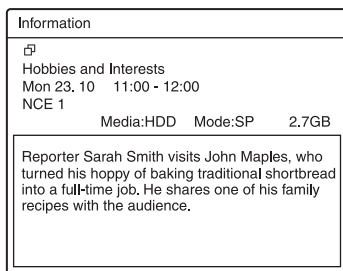 Information
Hobbies and Interests
Mon 23. 10 11:00 - 12:00
NCE 1
Media:HDD Mode:SP 2.7GB
Reporter Sarah Smith visits John Maples, who
turned his hoppy of baking traditional shortbread
into a full-time job. He shares one of his family
recipes with the audience.